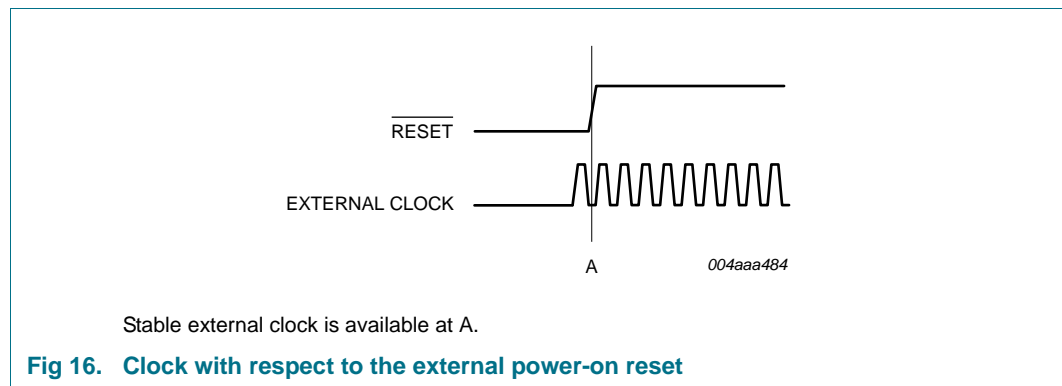 RESET
EXTERNAL CLOCK
A
004aaa484
Stable external clock is available at A.
Fig 16. Clock with respect to the external power-on reset